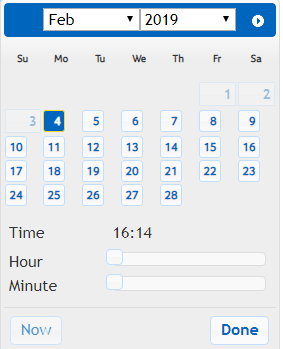 Feb 2019
Su Mo Tu We Th Fr Sa
1 2
3 4 5 6 7 8 9
10 11 12 13 14 15 16
17 18 19 20 21 22 23
24 25 26 27 28
Time 16:14
Hour
Minute
Now Done